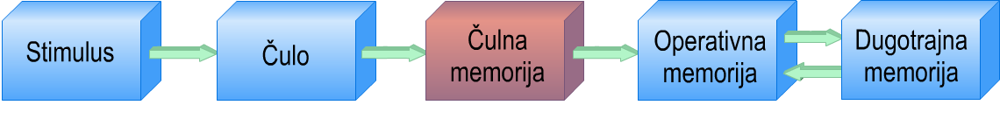 Stimulus
Čulo
Čulna
memorija
Operativna
memorija
Dugotrajna
memorija